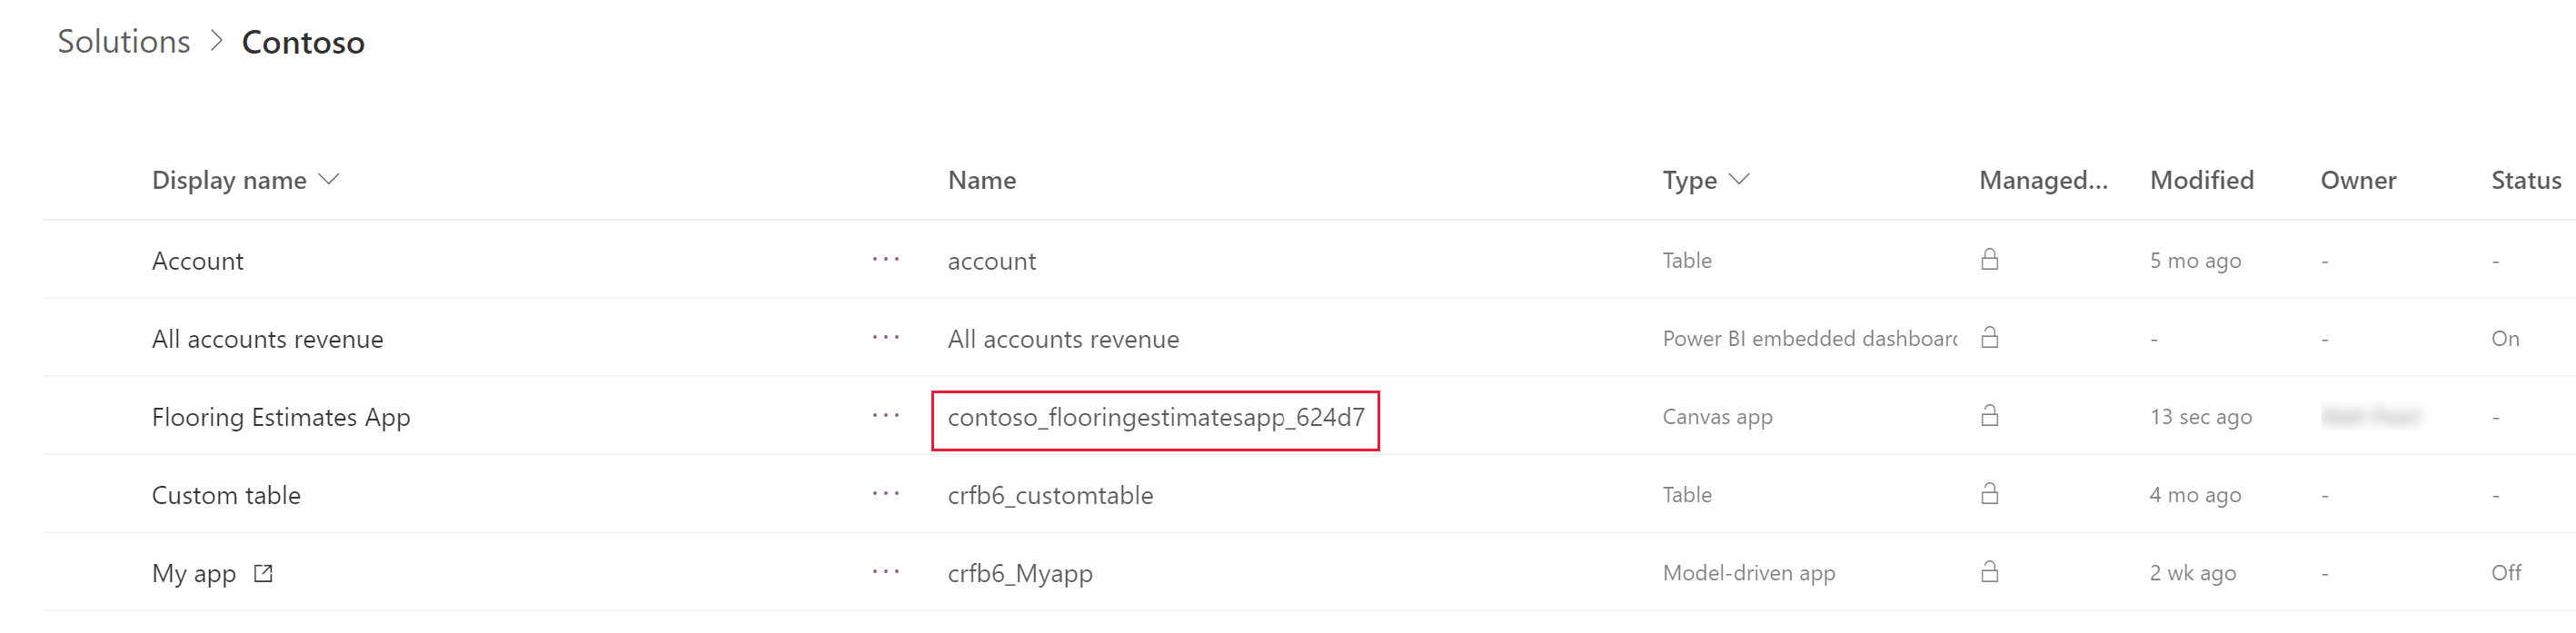 Solutions > Contoso
Display name Name Type Managed... Modified Owner Status
Account ... account Table 5 mo ago - -
All accounts revenue ... All accounts revenue Power BI embedded dashboard - - On
Flooring Estimates App ... contoso_flooringestimatesapp_624d7 Canvas app 13 sec ago -
Custom table ... crfb6_customtable Table 4 mo ago - -
My app ... crfb6_Myapp Model-driven app 2 wk ago - Off